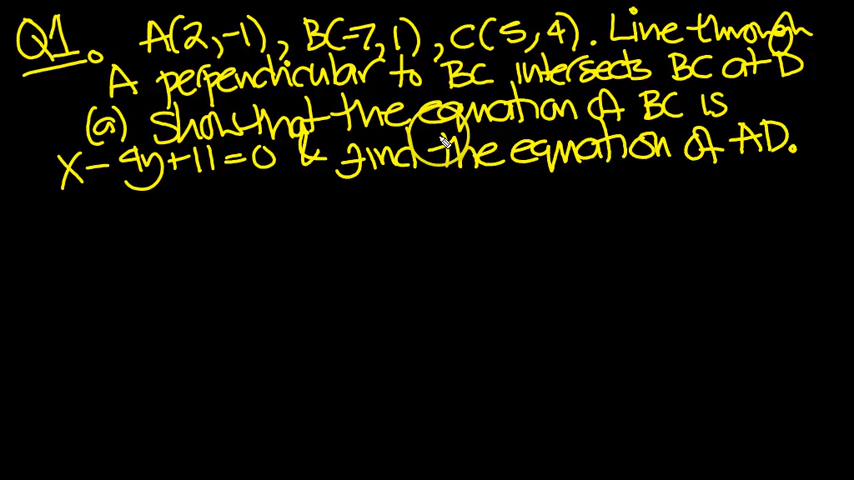 Q1. A(2,-1), B(-7,1), C(5,4). Line through
A perpendicular to BC intersects BC at D
(a) Show that the equation of BC is
x - 4y + 11 = 0 & find the equation of AD.